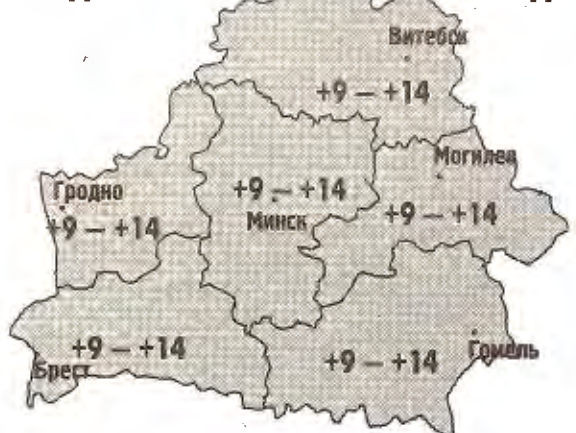 Витебск
+9 – +14
Могилев
Гродно
+9 – +14
Минск
+9 – +14
+9 – +14
+9 – +14
Брест
+9 – +14
Гомель